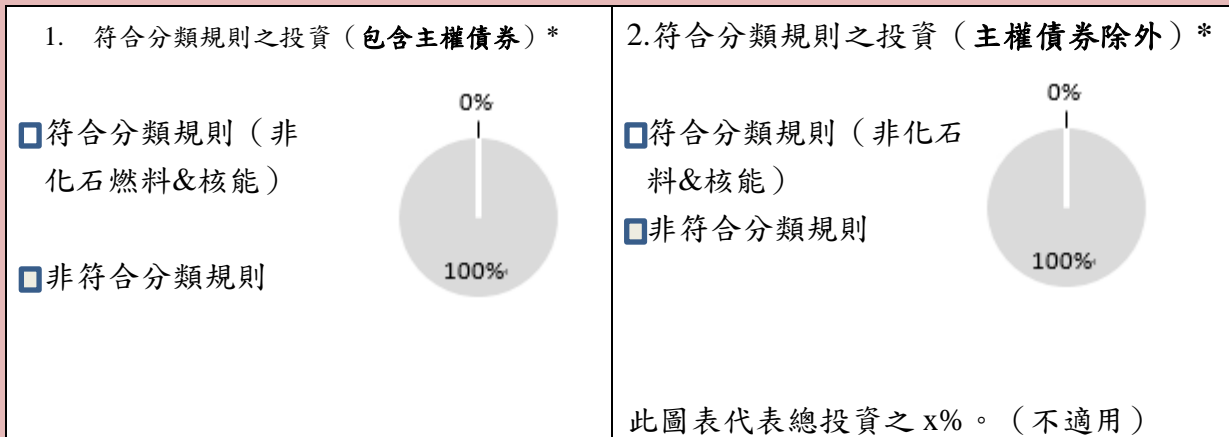 1. 符合分類規則之投資（包含主權債券）*
0%
符合分類規則（非
化石燃料&核能）
非符合分類規則
100%
2.符合分類規則之投資（主權債券除外）*
0%
符合分類規則（非化石
料&核能）
非符合分類規則
100%
此圖表代表總投資之 x%。（不適用）